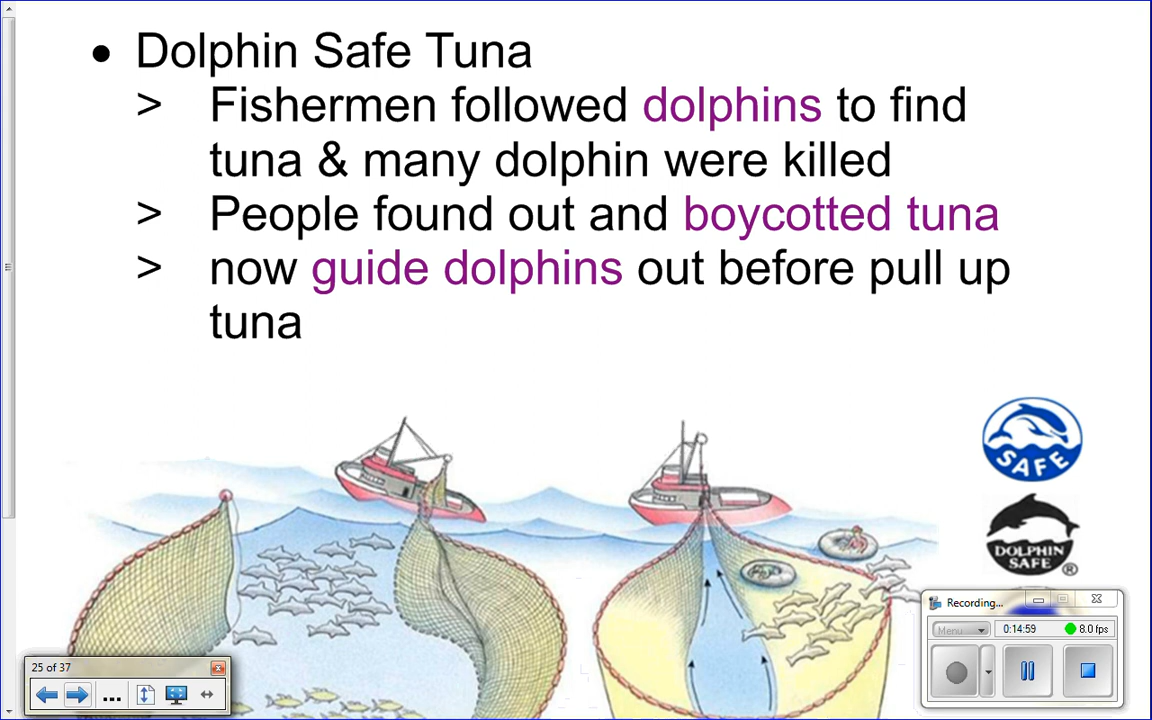 • Dolphin Safe Tuna
> Fishermen followed dolphins to find
tuna & many dolphin were killed
> People found out and boycotted tuna
> now guide dolphins out before pull up
tuna
SAFE
DOLPHIN
SAFE ®
Recording...
Menu 0:14:59 8.0 fps
25 of 37
...